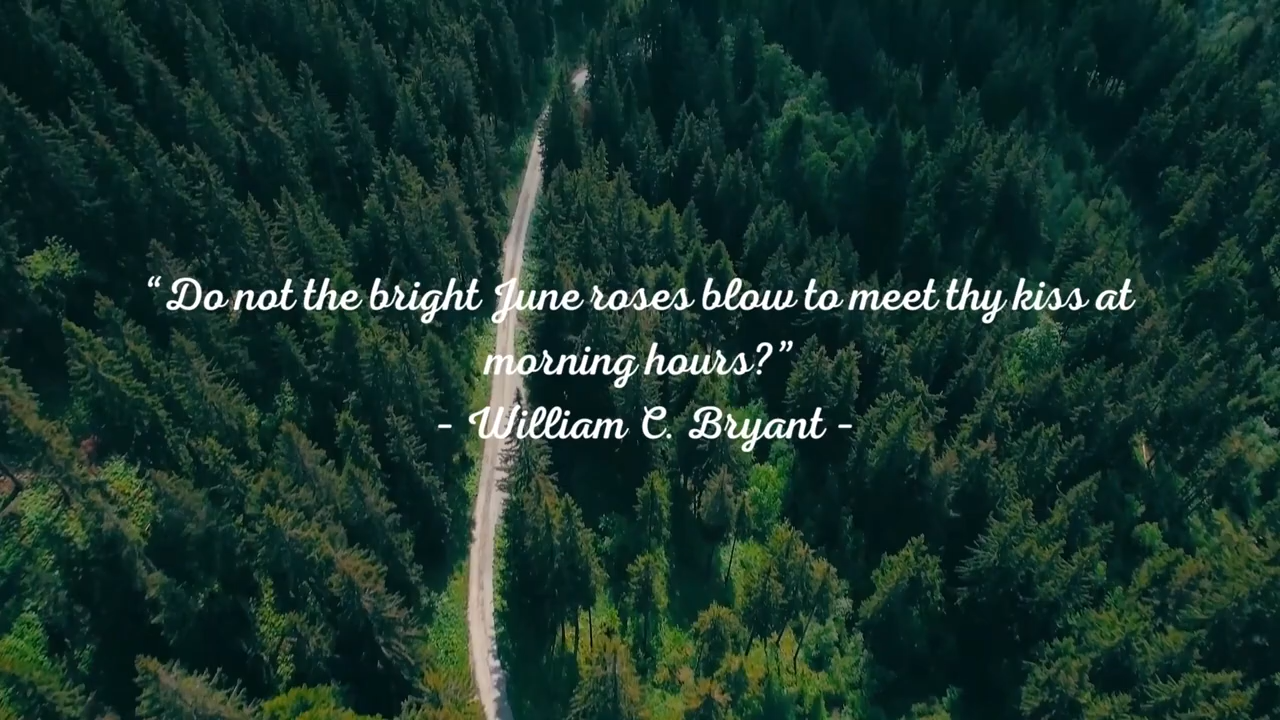 “Do not the bright June roses blow to meet thy kiss at
morning hours?”
- William C. Bryant -